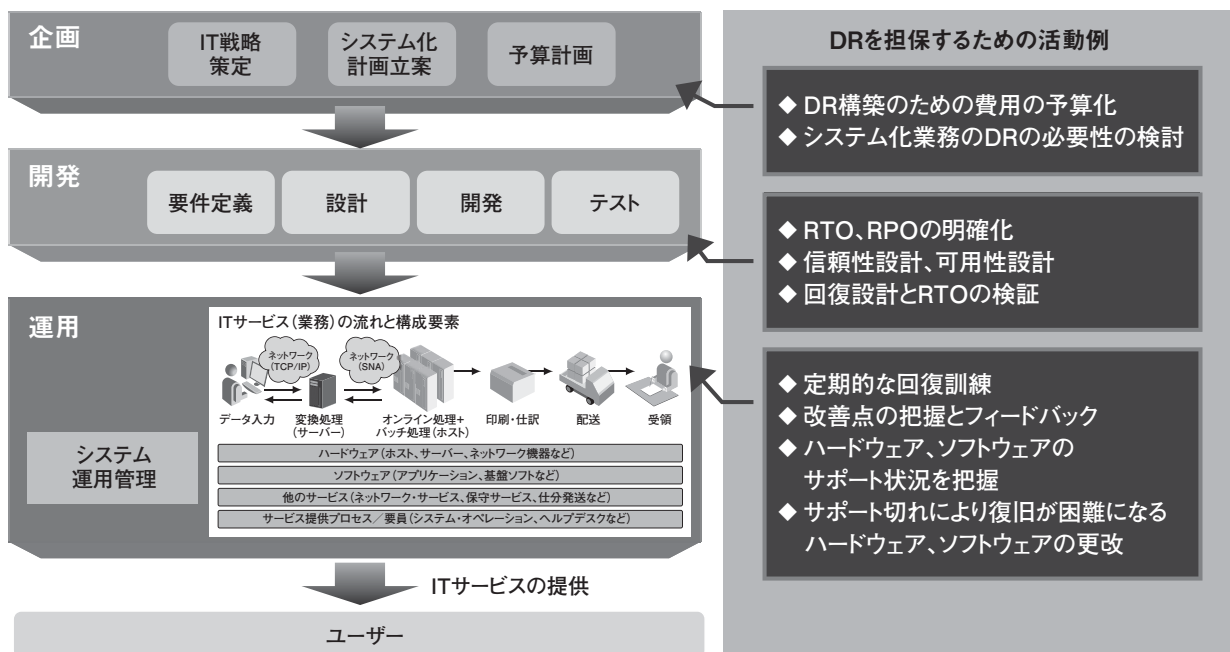 企画
IT戦略
策定
システム化
計画立案
予算計画
開発
要件定義
設計
開発
テスト
運用
ITサービス(業務)の流れと構成要素
ネットワーク
(TCP/IP)
ネットワーク
(SNA)
データ入力
変換処理
(サーバー)
オンライン処理+
バッチ処理(ホスト)
印刷・仕訳
配送
受領
システム
運用管理
ハードウェア(ホスト、サーバー、ネットワーク機器など)
ソフトウェア(アプリケーション、基盤ソフトなど)
他のサービス(ネットワーク・サービス、保守サービス、仕分発送など)
サービス提供プロセス/要員(システム・オペレーション、ヘルプデスクなど)
ITサービスの提供
ユーザー
DRを担保するための活動例
◆ DR構築のための費用の予算化
◆ システム化業務のDRの必要性の検討
◆ RTO、RPOの明確化
◆ 信頼性設計、可用性設計
◆ 回復設計とRTOの検証
◆ 定期的な回復訓練
◆ 改善点の把握とフィードバック
◆ ハードウェア、ソフトウェアの
サポート状況を把握
◆ サポート切れにより復旧が困難になる
ハードウェア、ソフトウェアの更改